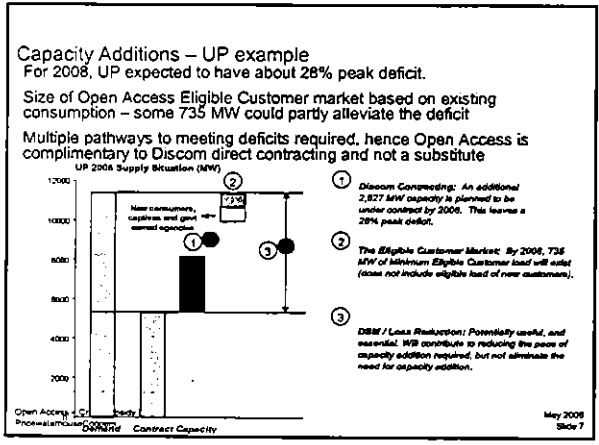 Capacity Additions – UP example
For 2008, UP expected to have about 28% peak deficit.
Size of Open Access Eligible Customer market based on existing
consumption – some 735 MW could partly alleviate the deficit
Multiple pathways to meeting deficits required, hence Open Access is
complimentary to Discom direct contracting and not a substitute
UP 2008 Supply Situation (MW)
12000
10000
8000
6000
4000
2000
New consumers,
captives and govt
owned agencies
1
2
3
Demand Contract Capacity
1
Discom Contracting: An additional
2,827 MW capacity is planned to be
under contract by 2008. This leaves a
28% peak deficit.
2
The Eligible Customer Market: By 2008, 735
MW of Minimum Eligible Customer load will exist
(does not include eligible load of new customers).
3
DSM / Loss Reduction: Potentially useful, and
essential. Will contribute to reducing the pace of
capacity addition required, but not eliminate the
need for capacity addition.
Open Access
PricewaterhouseCoopers
May 2006
Slide 7